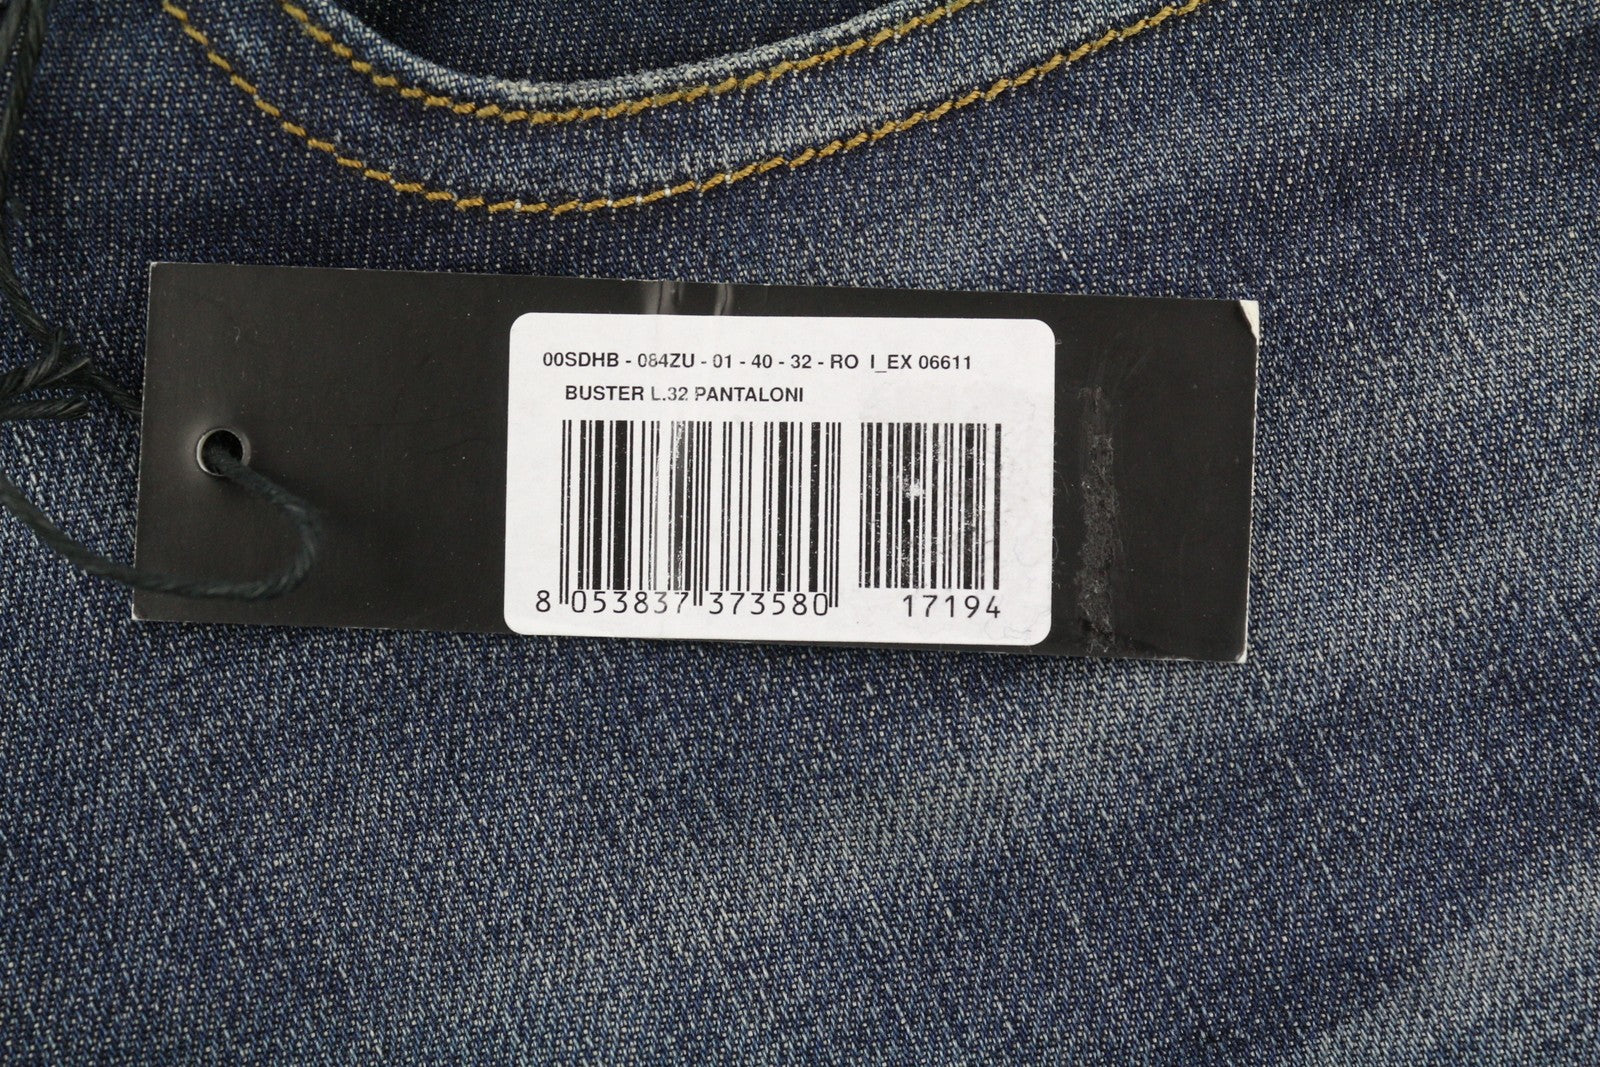 00SDHB - 084ZU - 01 - 40 - 32 - RO I_EX 06611
BUSTER L.32 PANTALONI
8 053837 373580 17194